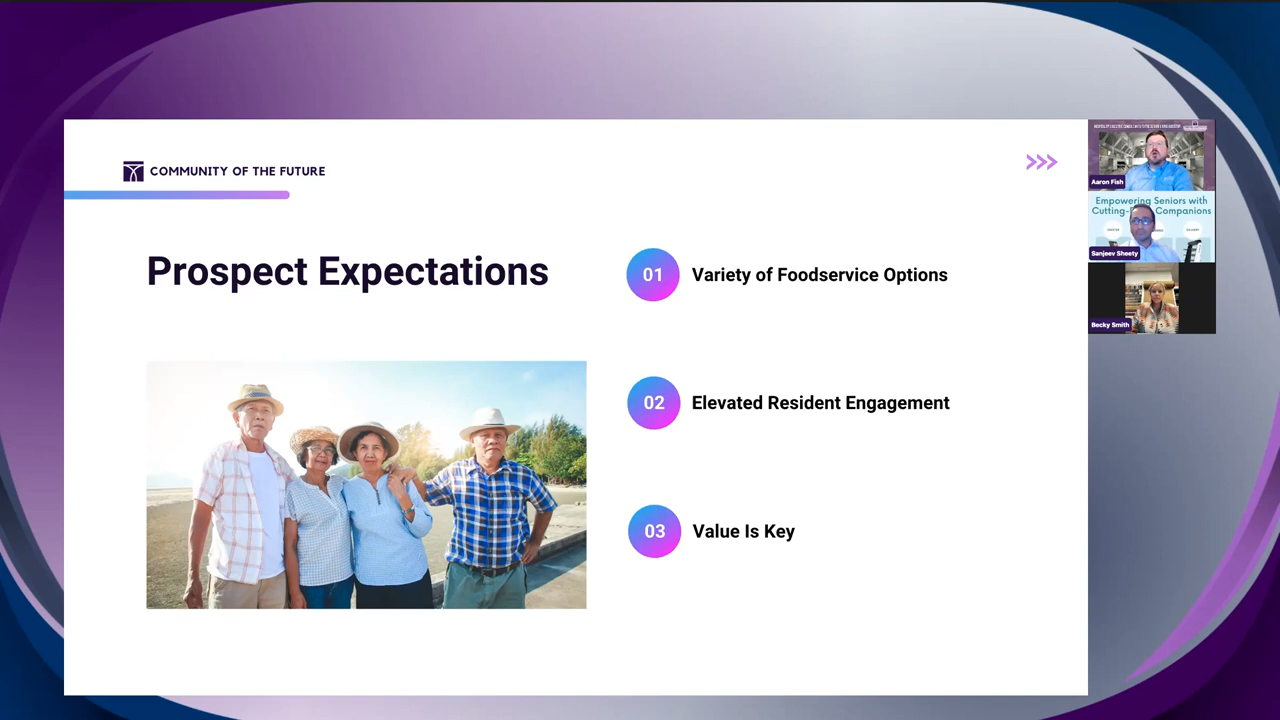 COMMUNITY OF THE FUTURE
Prospect Expectations
01
Variety of Foodservice Options
02
Elevated Resident Engagement
03
Value Is Key
Aaron Fish
Empowering Seniors with
Companions
Sanjeev Sheety
Becky Smith